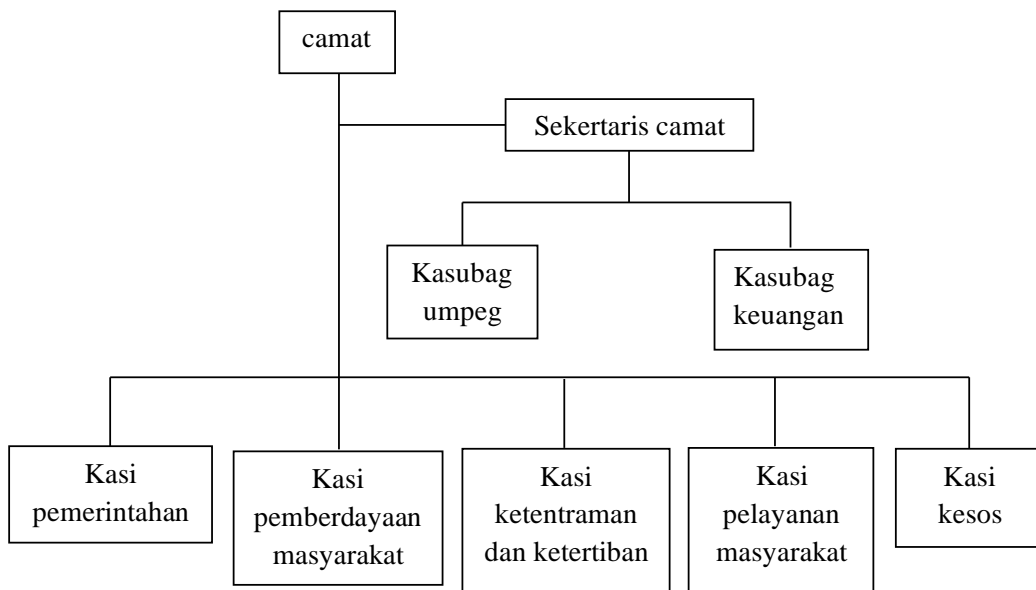 camat
Sekertaris camat
Kasubag
umpeg
Kasubag
keuangan
Kasi
pemerintahan
Kasi
pemberdayaan
masyarakat
Kasi
ketentraman
dan ketertiban
Kasi
pelayanan
masyarakat
Kasi
kesos